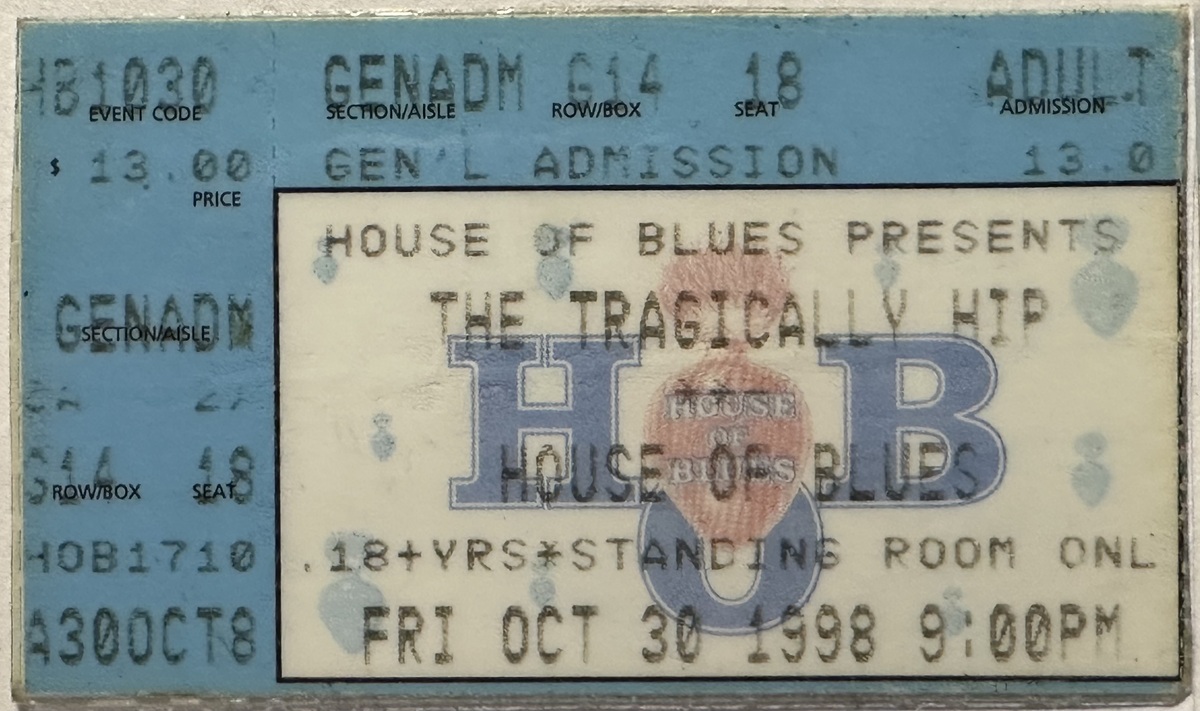 HB1030 GENADM G14 18 ADULT
EVENT CODE SECTION/AISLE ROW/BOX SEAT ADMISSION
$ 13.00 GEN'L ADMISSION 13.0
PRICE
HOUSE OF BLUES PRESENTS
GENADM THE TRAGICALLY HIP
SECTION/AISLE
H O B
HOUSE OF BLUES
G14 18 HOUSE OF BLUES
ROW/BOX SEAT
HOB1710 .18+YRS*STANDING ROOM ONL
A30OCT8 FRI OCT 30 1998 9:00PM